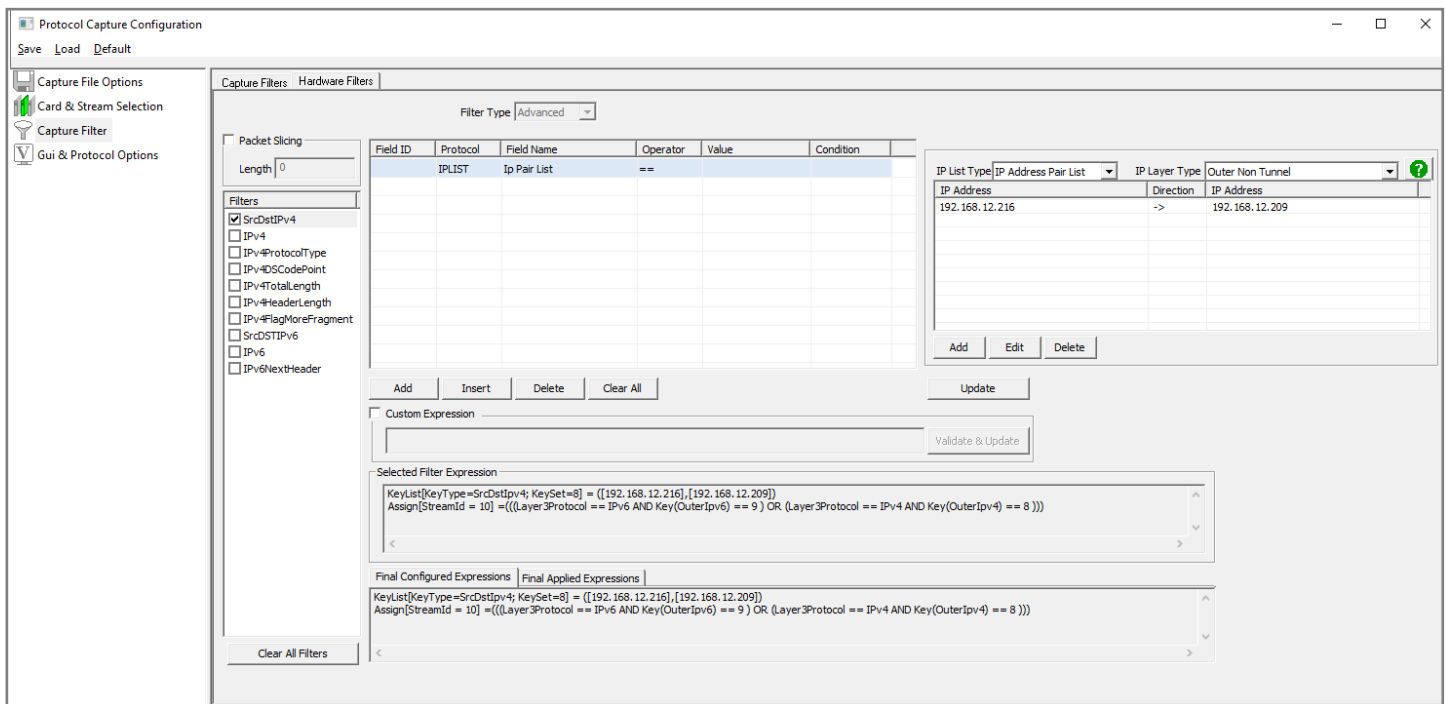 Protocol Capture Configuration
Save Load Default
Capture File Options
Card & Stream Selection
Capture Filter
Gui & Protocol Options
Capture Filters Hardware Filters
Filter Type Advanced
Packet Slicing
Length 0
Filters
SrcDstIPv4
IPv4
IPv4ProtocolType
IPv4DSCodePoint
IPv4TotalLength
IPv4HeaderLength
IPv4FlagMoreFragment
SrcDSTIPv6
IPv6
IPv6NextHeader
Clear All Filters
Field ID Protocol Field Name Operator Value Condition
IPLIST Ip Pair List ==
Add Insert Delete Clear All
IP List Type IP Address Pair List IP Layer Type Outer Non Tunnel ?
IP Address Direction IP Address
192.168.12.216 -> 192.168.12.209
Add Edit Delete
Update
Custom Expression
Validate & Update
Selected Filter Expression
KeyList[KeyType=SrcDstIpv4; KeySet=8] = ([192.168.12.216],[192.168.12.209])
Assign[StreamId = 10] =(((Layer3Protocol == IPv6 AND Key(OuterIpv6) == 9 ) OR (Layer3Protocol == IPv4 AND Key(OuterIpv4) == 8 )))
Final Configured Expressions Final Applied Expressions
KeyList[KeyType=SrcDstIpv4; KeySet=8] = ([192.168.12.216],[192.168.12.209])
Assign[StreamId = 10] =(((Layer3Protocol == IPv6 AND Key(OuterIpv6) == 9 ) OR (Layer3Protocol == IPv4 AND Key(OuterIpv4) == 8 )))